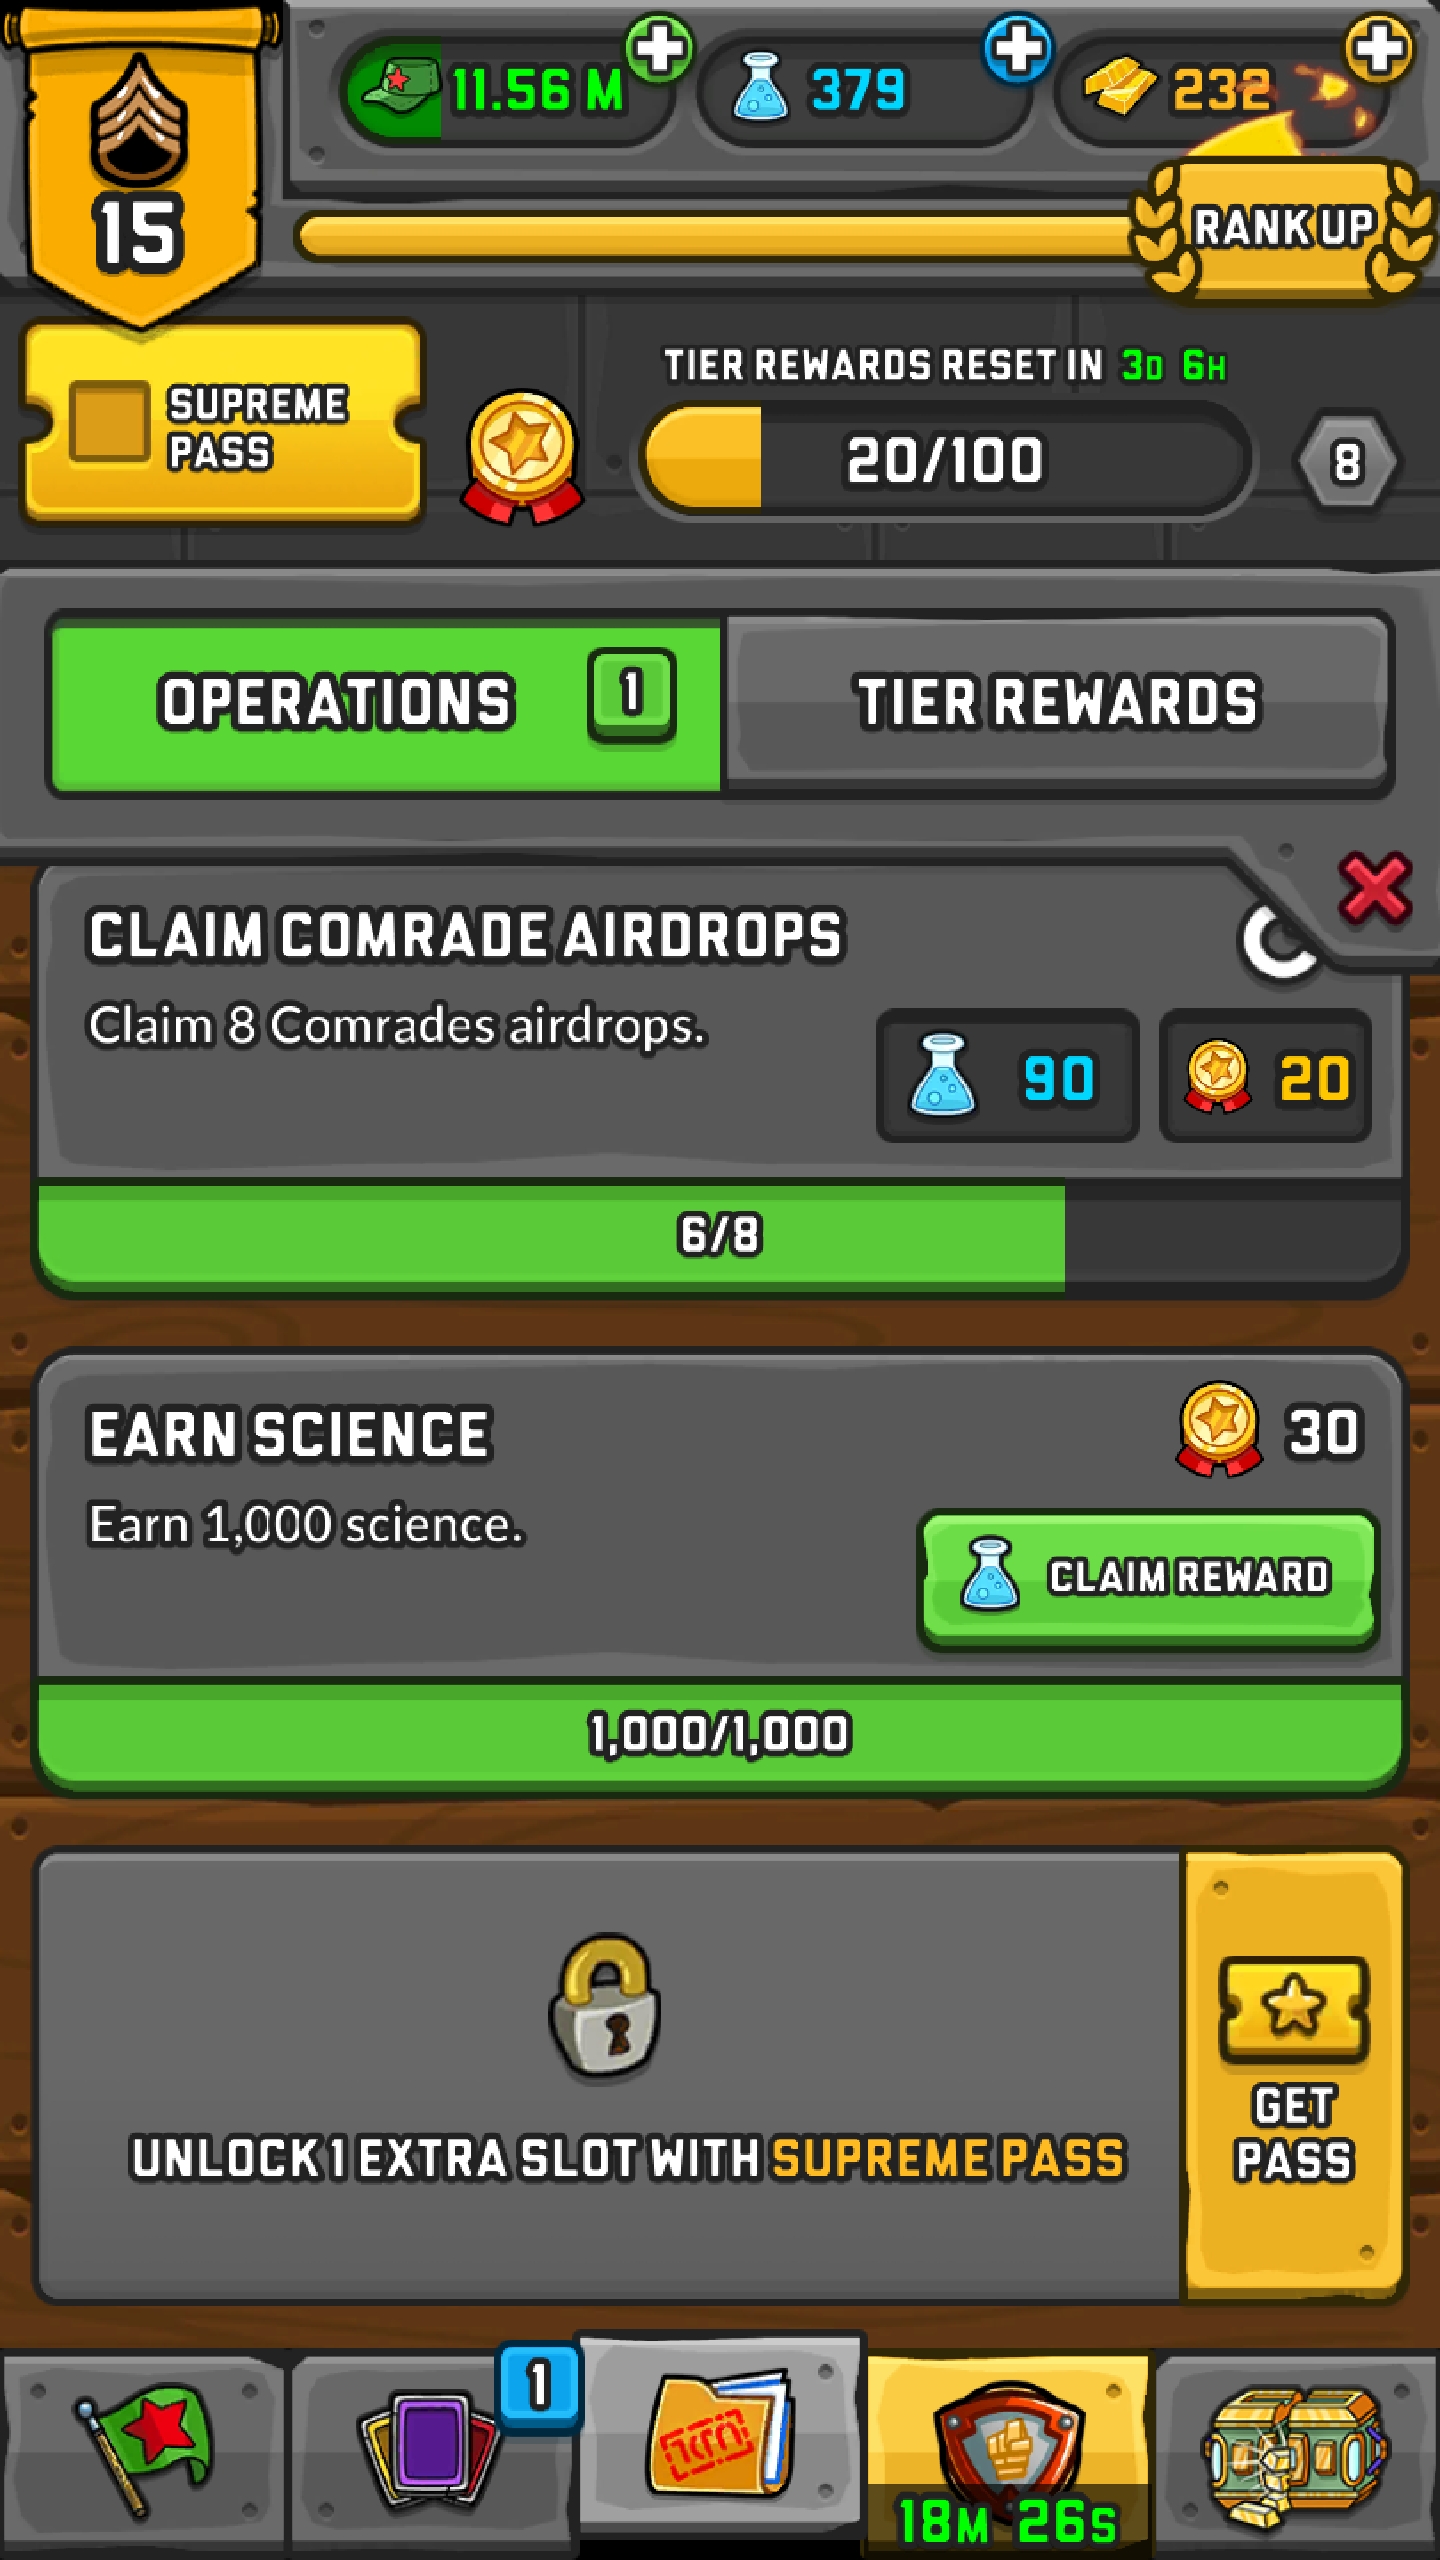 11.56 M
379
232
15
RANK UP
SUPREME
PASS
TIER REWARDS RESET IN 3D 6H
20/100
8
OPERATIONS
1
TIER REWARDS
CLAIM COMRADE AIRDROPS
Claim 8 Comrades airdrops.
90
20
6/8
EARN SCIENCE
30
Earn 1,000 science.
CLAIM REWARD
1,000/1,000
UNLOCK 1 EXTRA SLOT WITH SUPREME PASS
GET
PASS
1
18M 26S